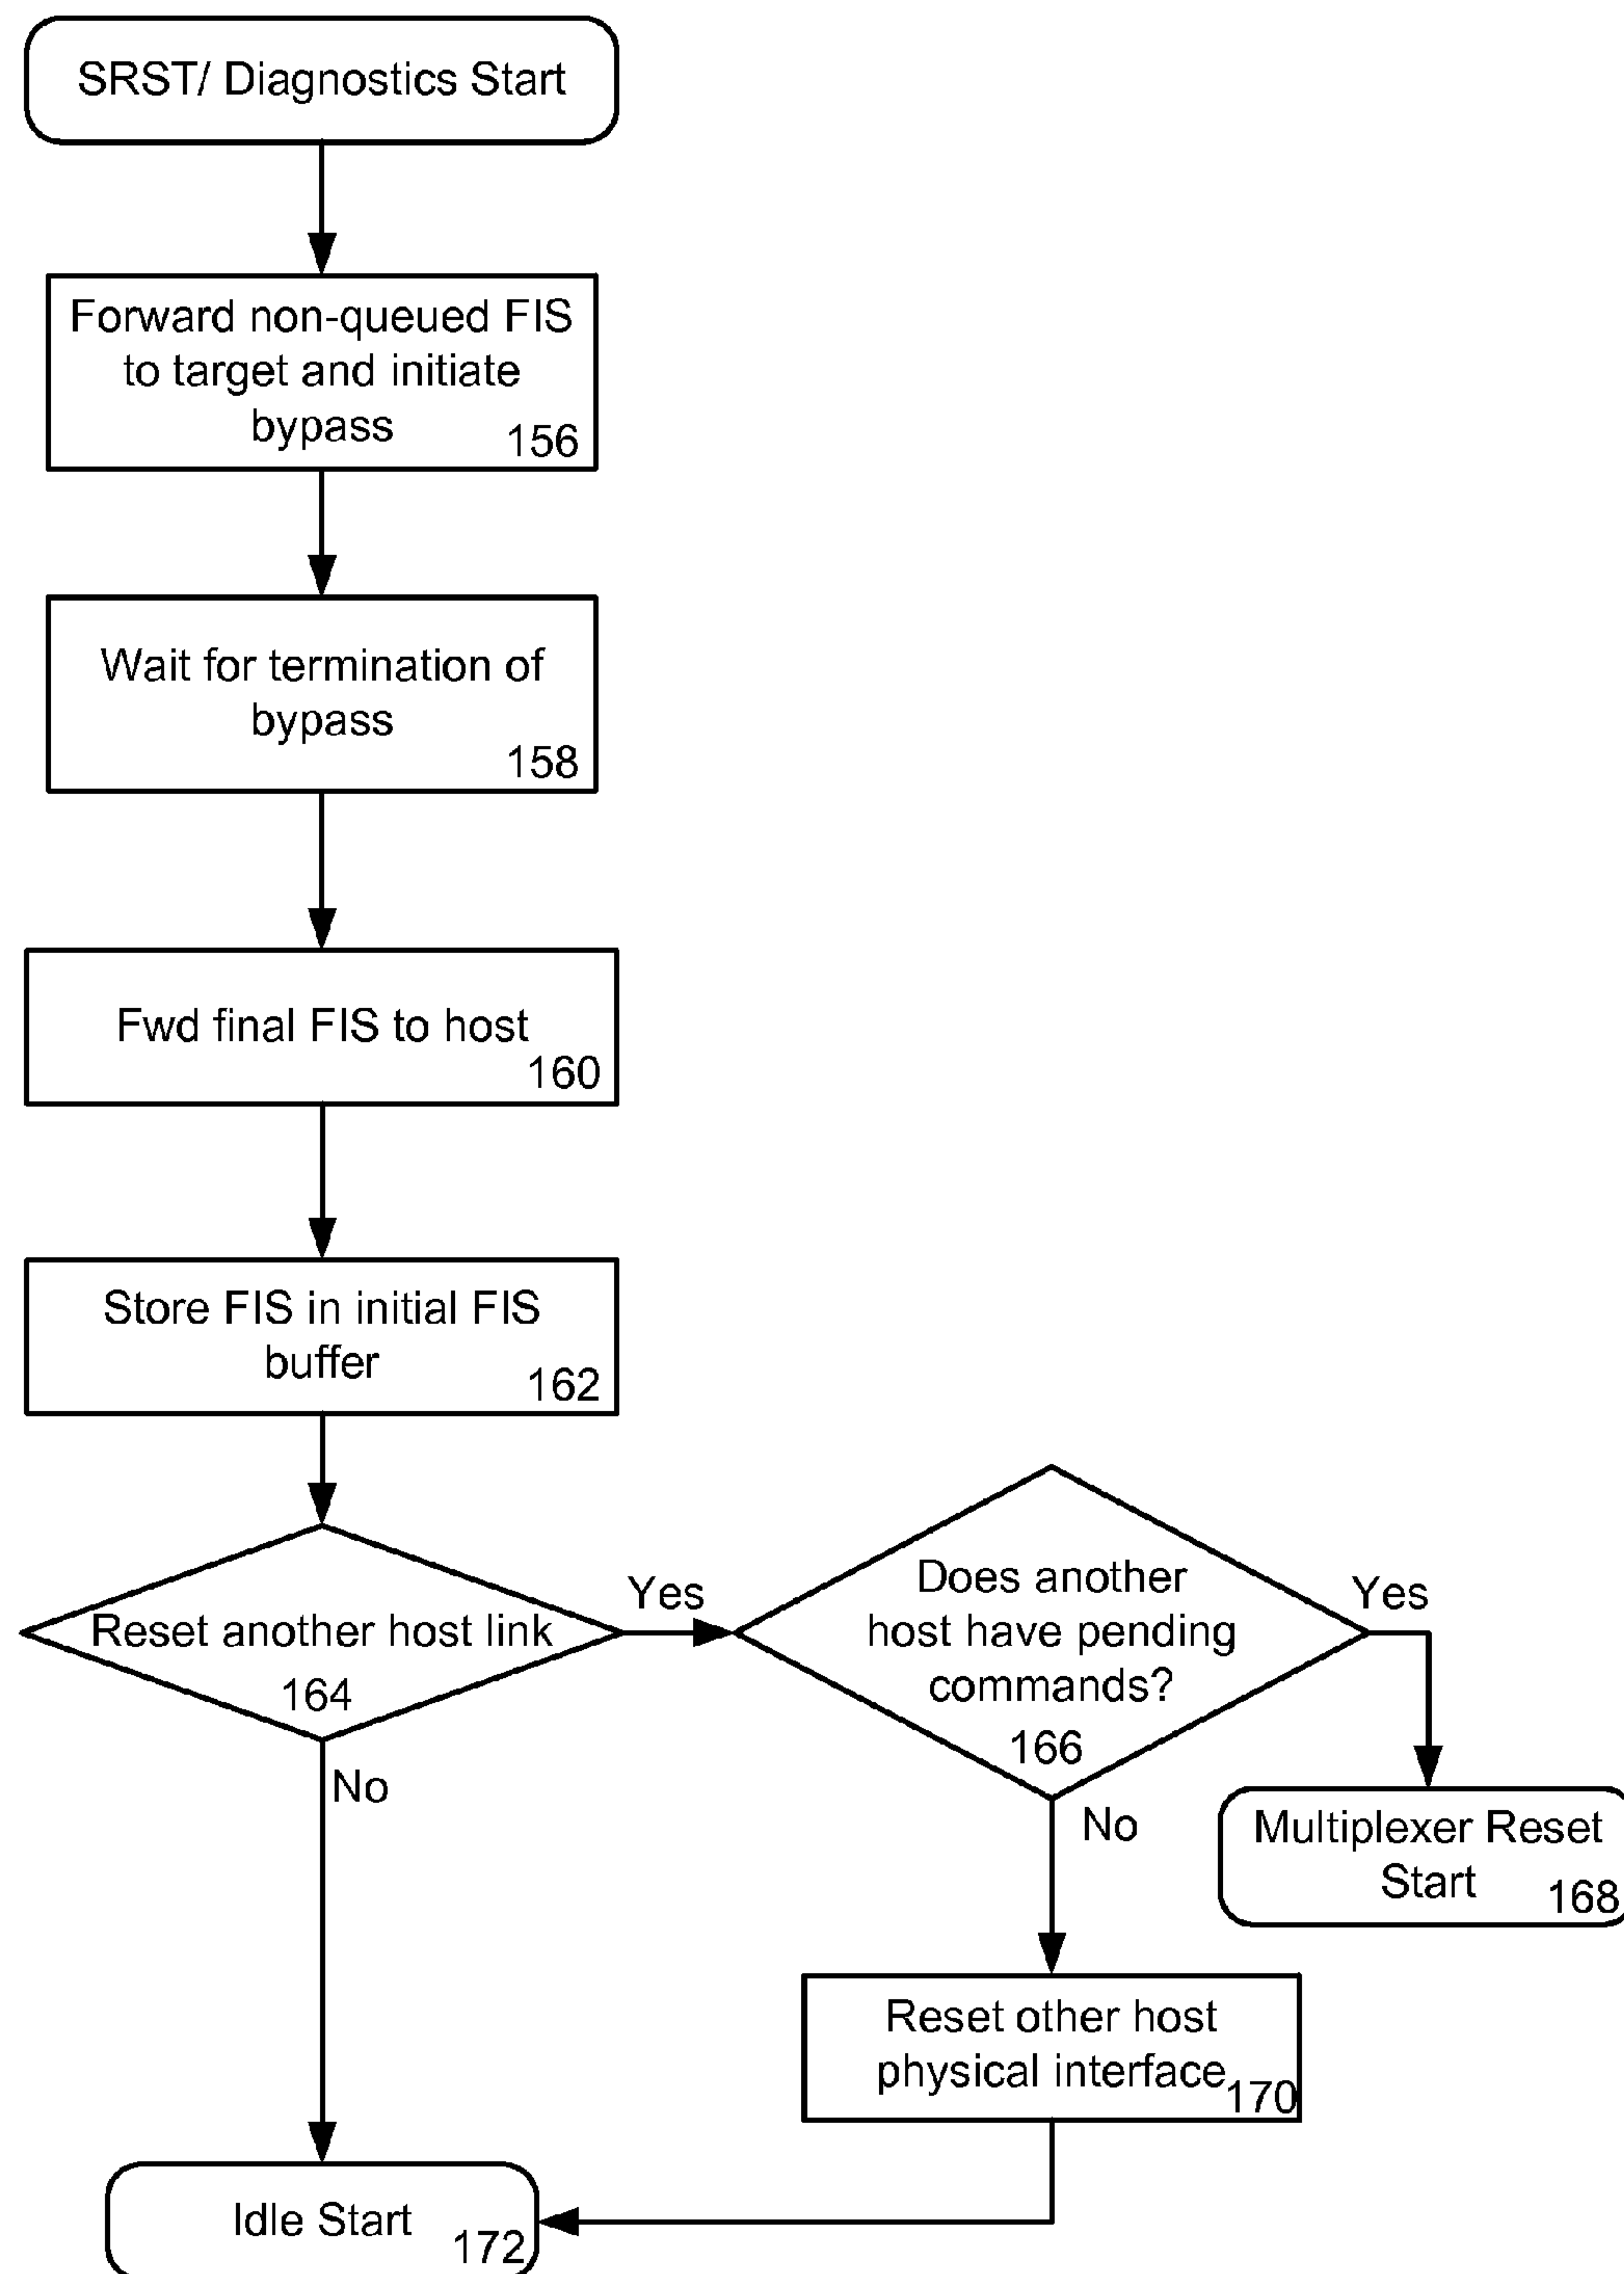 SRST/ Diagnostics Start
Forward non-queued FIS
to target and initiate
bypass
156
Wait for termination of
bypass
158
Fwd final FIS to host
160
Store FIS in initial FIS
buffer
162
Reset another host link
164
Yes
No
Does another
host have pending
commands?
166
Yes
No
Multiplexer Reset
Start
168
Reset other host
physical interface
170
Idle Start
172